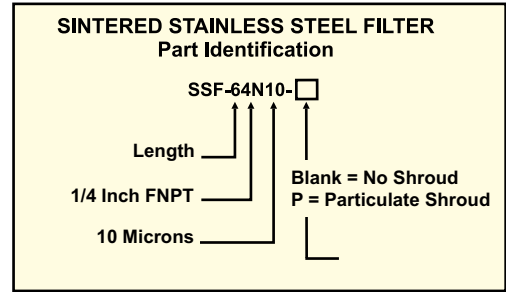 SINTERED STAINLESS STEEL FILTER
Part Identification
SSF-64N10-
Length
1/4 Inch FNPT
10 Microns
Blank = No Shroud
P = Particulate Shroud